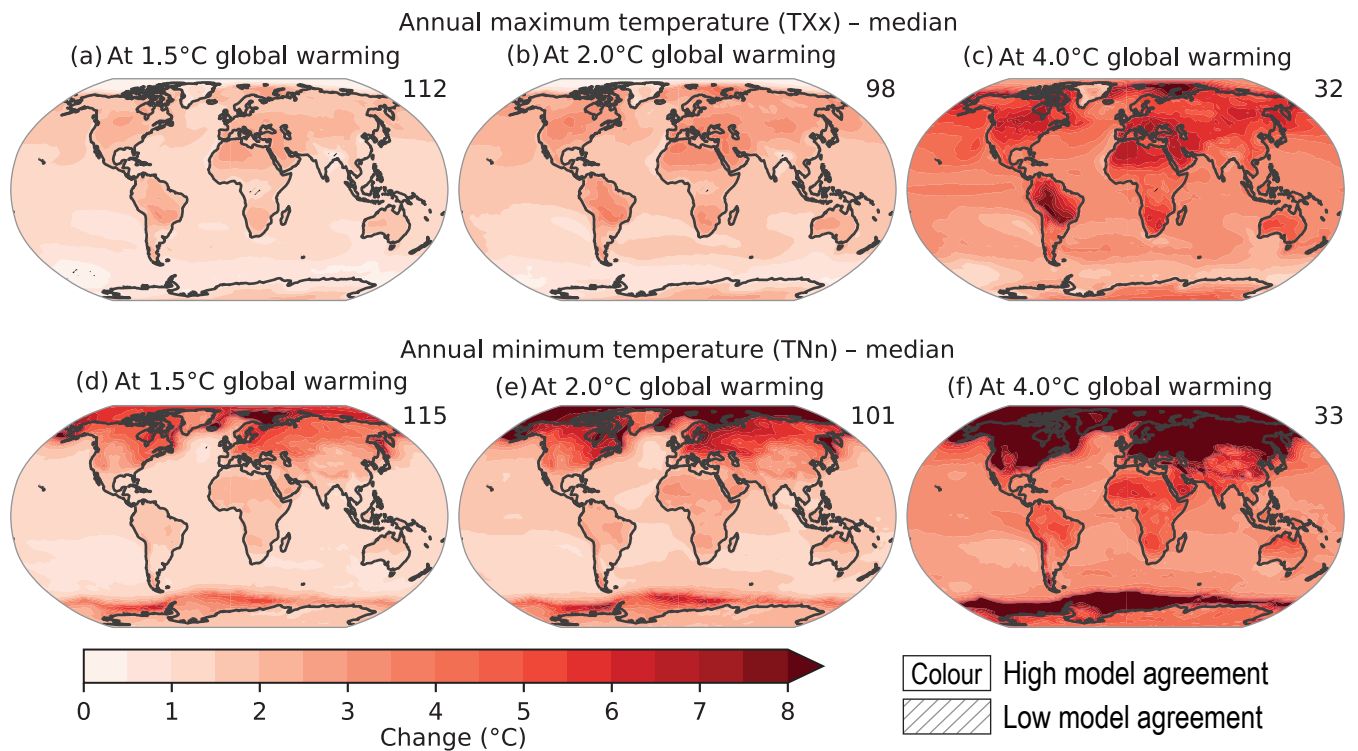 Annual maximum temperature (TXx) – median
(a) At 1.5°C global warming
112
(b) At 2.0°C global warming
98
(c) At 4.0°C global warming
32
Annual minimum temperature (TNn) – median
(d) At 1.5°C global warming
115
(e) At 2.0°C global warming
101
(f) At 4.0°C global warming
33
0 1 2 3 4 5 6 7 8
Change (°C)
Colour High model agreement
Low model agreement